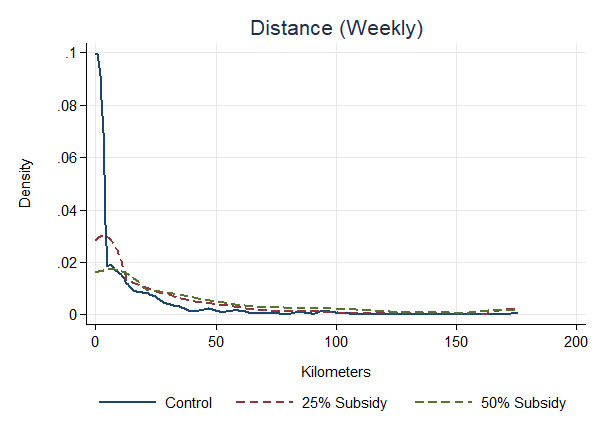 Distance (Weekly)
.1
.08
.06
.04
.02
0
Density
0 50 100 150 200
Kilometers
Control 25% Subsidy 50% Subsidy